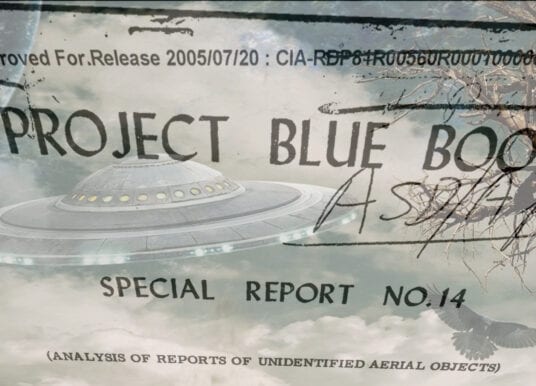 roved For Release 2005/07/20 : CIA-RDP81R00560R000100060
PROJECT BLUE BOO
SPECIAL REPORT NO. 14
(ANALYSIS OF REPORTS OF UNIDENTIFIED AERIAL OBJECTS)